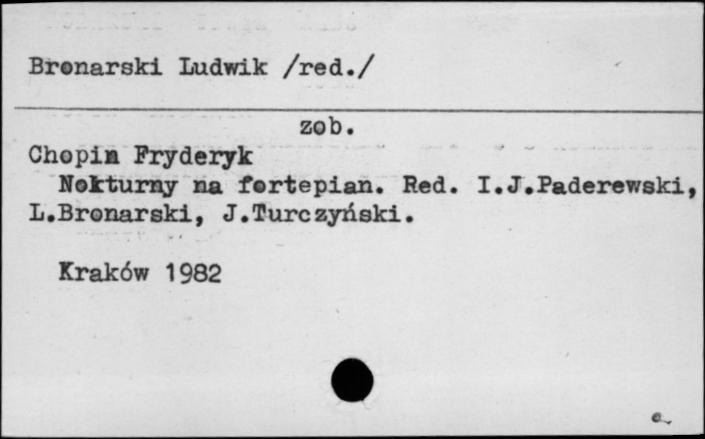 Bronarski Ludwik /red./
zob.
Chopin Fryderyk
Nokturny na fortepian. Red. I.J.Paderewski,
L.Bronarski, J.Turczyński.
Kraków 1982